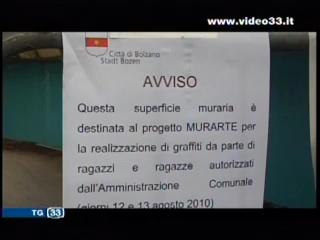 www.video33.it
Città di Bolzano
Stadt Bozen
AVVISO
Questa superficie muraria è
destinata al progetto MURARTE per
la realizzazione di graffiti da parte di
ragazzi e ragazze autorizzati
dall'Amministrazione Comunale
(giorni 12 e 13 agosto 2010)
TG 33